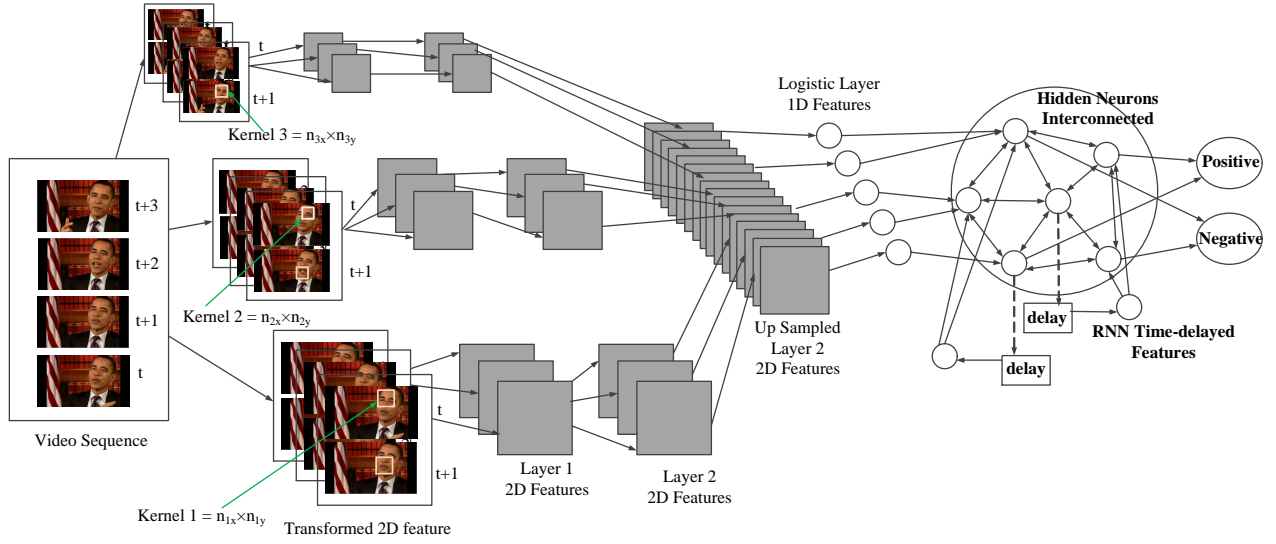 t
t+1
Kernel 3 = n3x×n3y
t+3
t+2
t+1
t
Video Sequence
t
t+1
Kernel 2 = n2x×n2y
t
t+1
Kernel 1 = n1x×n1y
Transformed 2D feature
Layer 1
2D Features
Layer 2
2D Features
Up Sampled
Layer 2
2D Features
Logistic Layer
1D Features
Hidden Neurons
Interconnected
Positive
Negative
delay
delay
RNN Time-delayed
Features